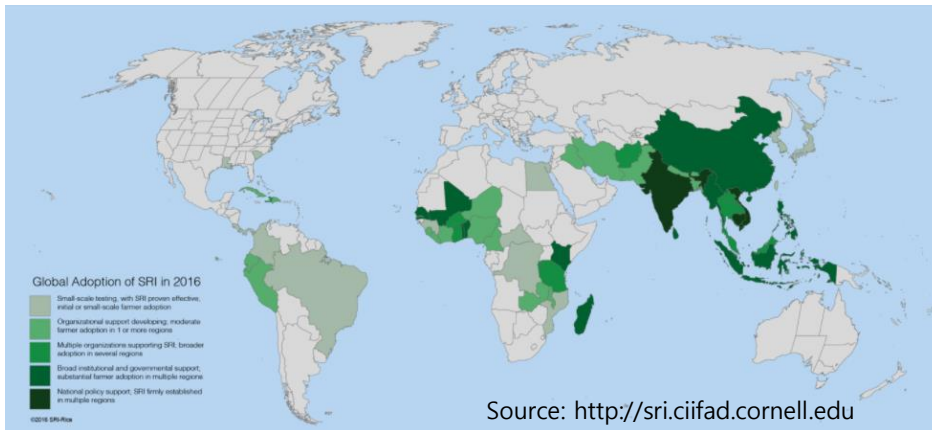 Global Adoption of SRI in 2016
Small-scale testing, with SRI proven effective,
initial or small-scale farmer adoption
Organizational support developing; moderate
farmer adoption in 1 or more regions
Multiple organizations supporting SRI, broader
adoption in several regions
Broad institutional and governmental support,
substantial farmer adoption in multiple regions
National policy support; SRI firmly established
in multiple regions
©2016 SRI-Rice
Source: http://sri.ciifad.cornell.edu